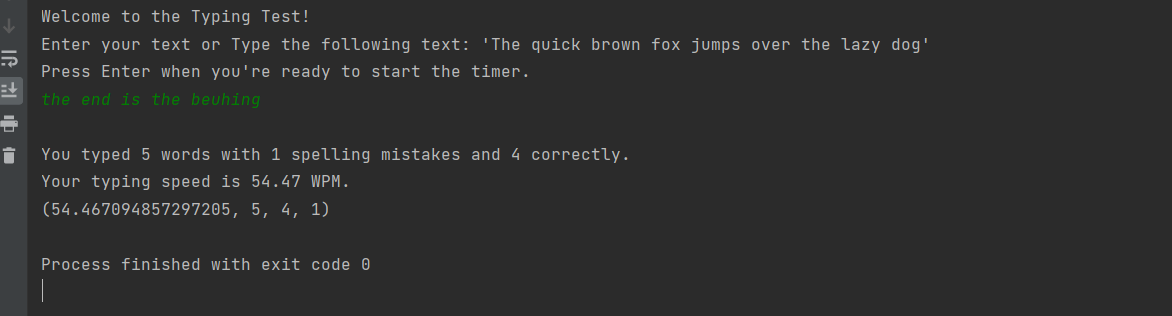 Welcome to the Typing Test!
Enter your text or Type the following text: 'The quick brown fox jumps over the lazy dog'
Press Enter when you're ready to start the timer.
the end is the beuhing
You typed 5 words with 1 spelling mistakes and 4 correctly.
Your typing speed is 54.47 WPM.
(54.467094857297205, 5, 4, 1)
Process finished with exit code 0